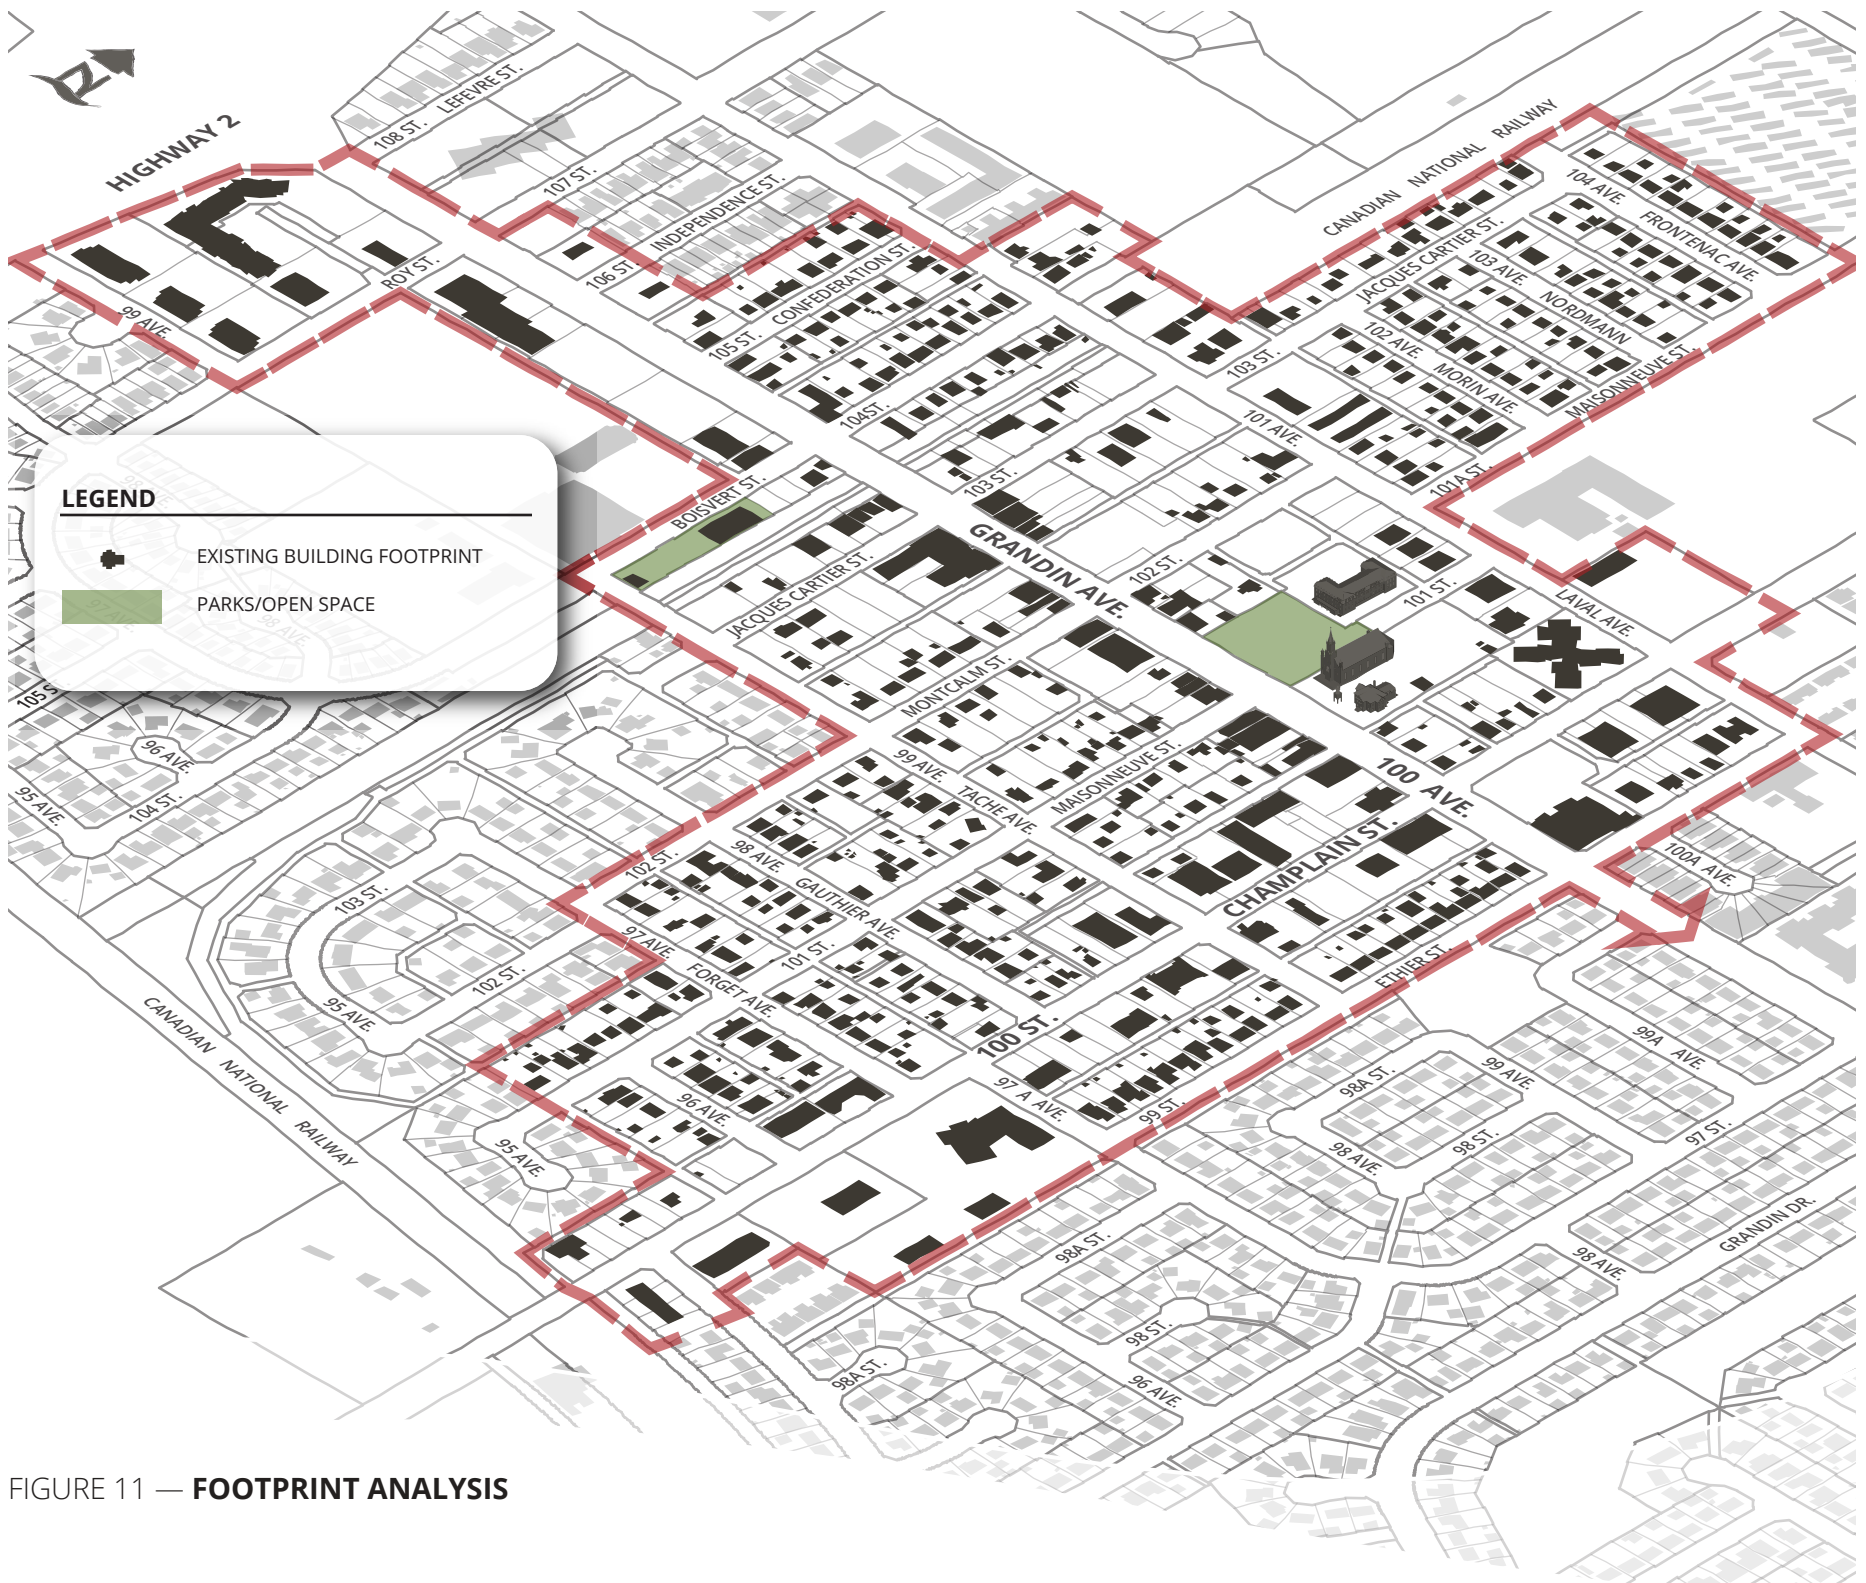 HIGHWAY 2
108 ST.
LEFEVRE ST.
107 ST.
INDEPENDENCE ST.
106 ST
CONFEDERATION ST.
105 ST.
ROY ST.
99 AVE.
104ST.
103 ST.
CANADIAN NATIONAL RAILWAY
104 AVE.
FRONTENAC AVE.
JACQUES CARTIER ST.
103 AVE.
NORDMANN
102 AVE.
MORIN AVE.
MAISONNEUVE ST.
103 ST.
101 AVE.
101A ST.
BOISVERT ST.
GRANDIN AVE.
102 ST.
101 ST.
LAVAL AVE.
JACQUES CARTIER ST.
MONTCALM ST.
99 AVE.
TACHE AVE.
MAISONNEUVE ST.
100 AVE.
CHAMPLAIN ST.
100A AVE.
LEGEND
EXISTING BUILDING FOOTPRINT
PARKS/OPEN SPACE
98 AVE.
97 AVE.
98 AVE.
105 S
96 AVE.
95 AVE.
104 ST.
103 ST.
102 ST.
95 AVE.
102 ST.
98 AVE.
GAUTHIER AVE.
97 AVE.
FORGET AVE.
101 ST.
100 ST.
96 AVE.
95 AVE.
97 A AVE.
99 ST.
ETHIER ST.
CANADIAN NATIONAL RAILWAY
99A AVE.
99 AVE.
98A ST.
98 AVE.
98 ST.
97 ST.
GRANDIN DR.
98 AVE.
98A ST.
98 ST.
96 AVE.
98A ST.
FIGURE 11 — FOOTPRINT ANALYSIS